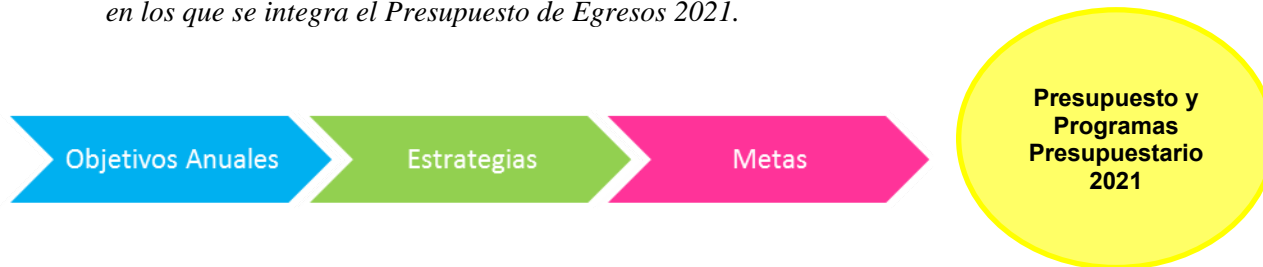 en los que se integra el Presupuesto de Egresos 2021.
Objetivos Anuales
Estrategias
Metas
Presupuesto y
Programas
Presupuestario
2021